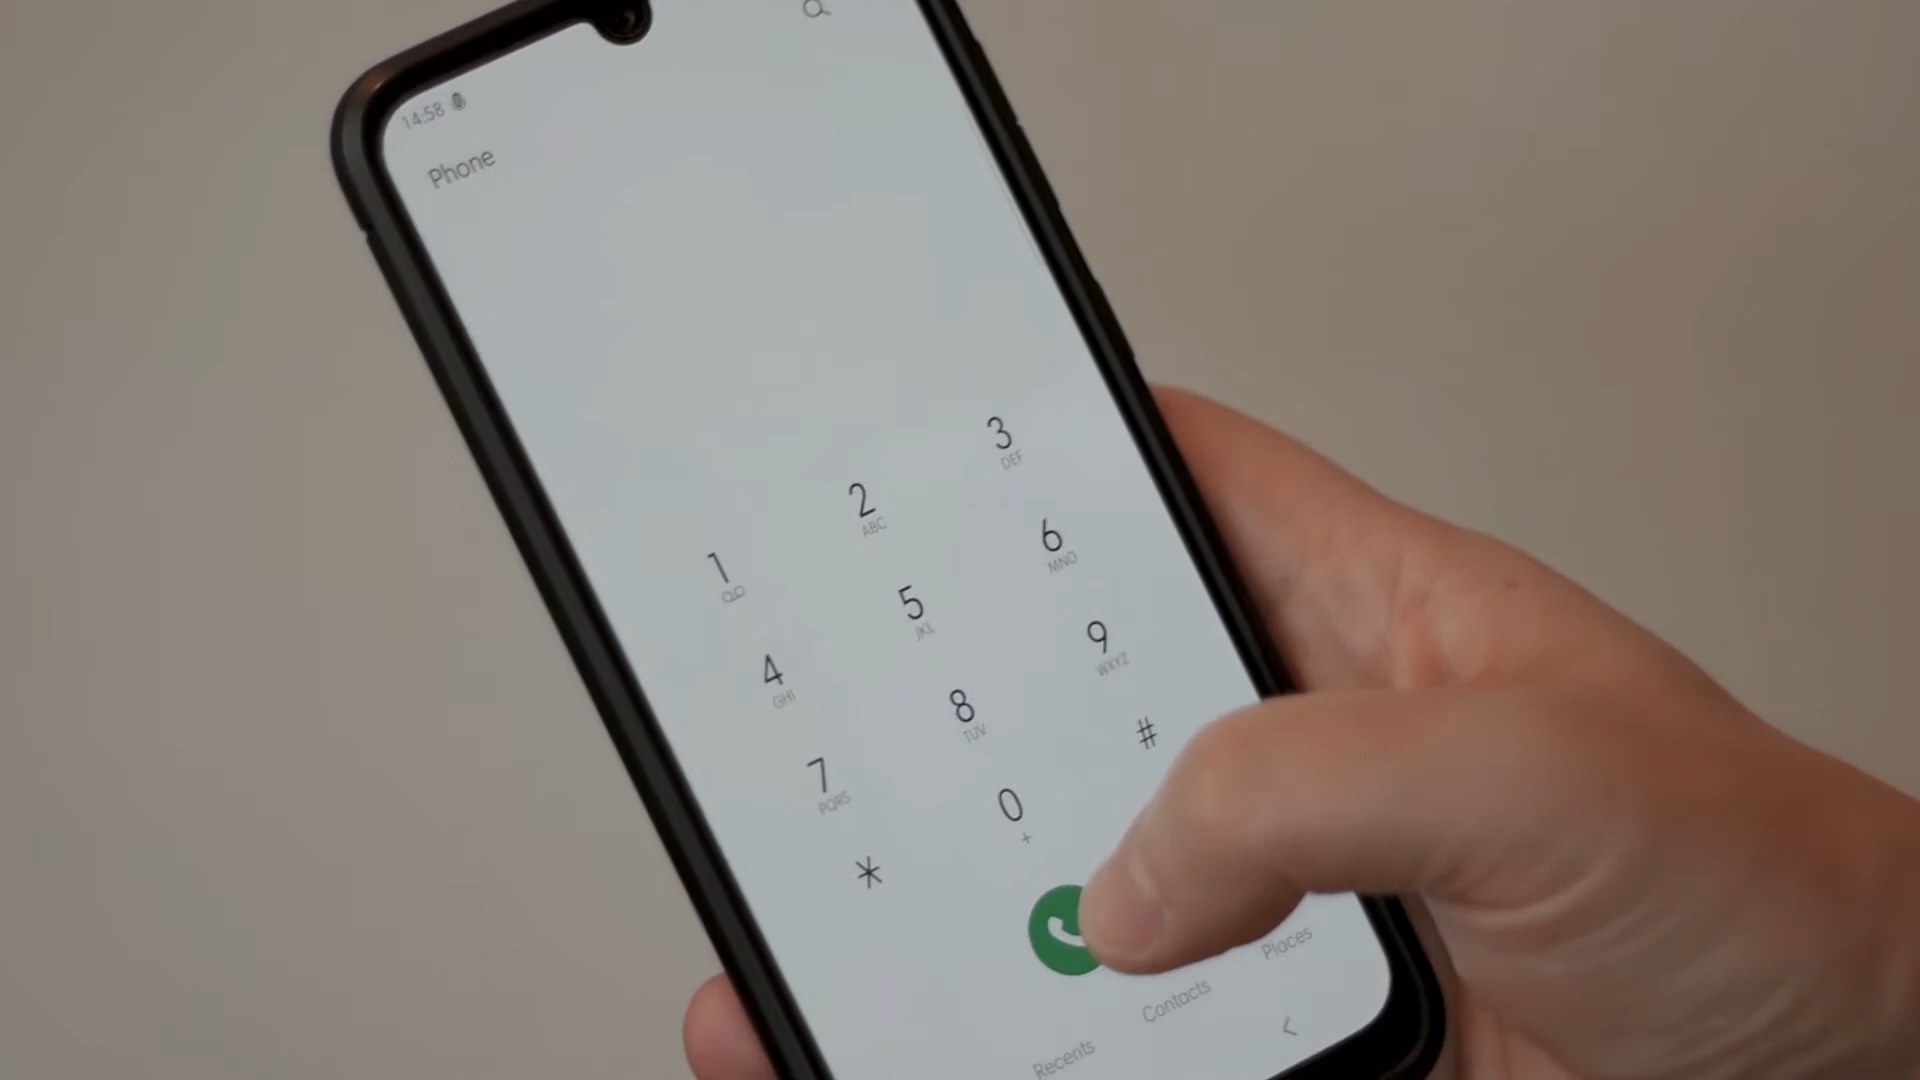 14:58
Phone
1
2
ABC
3
DEF
4
GHI
5
JKL
6
MNO
7
PQRS
8
TUV
9
WXYZ
*
0
+
#
Recents
Contacts
Places